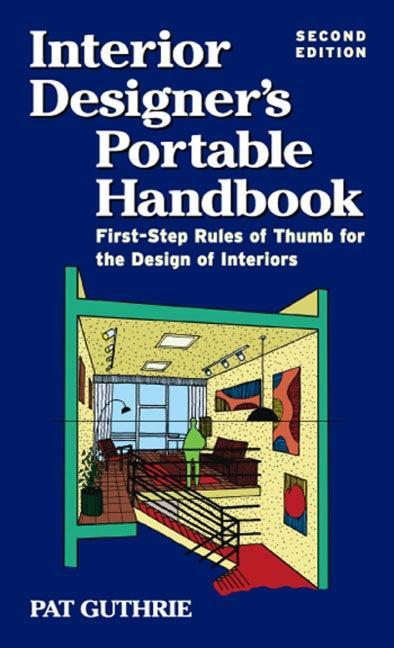 Interior
Designer's
Portable
Handbook
SECOND
EDITION
First-Step Rules of Thumb for
the Design of Interiors
PAT GUTHRIE